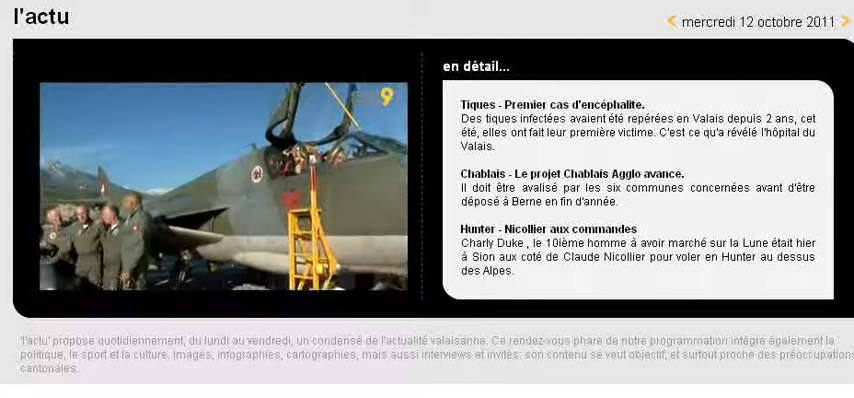 l'actu
mercredi 12 octobre 2011
en détail...
9
Tiques - Premier cas d'encéphalite.
Des tiques infectées avaient été repérées en Valais depuis 2 ans, cet
été, elles ont fait leur première victime. C'est ce qu'a révélé l'hôpital du
Valais.
Chablais - Le projet Chablais Agglo avance.
Il doit être avalisé par les six communes concernées avant d'être
déposé à Berne en fin d'année.
Hunter - Nicollier aux commandes
Charly Duke , le 10ième homme à avoir marché sur la Lune était hier
à Sion aux coté de Claude Nicollier pour voler en Hunter au dessus
des Alpes.
'l'actu' propose quotidiennement, du lundi au vendredi, un condensé de l'actualité valaisanne. Ce rendez-vous phare de notre programmation intègre également la
politique, le sport et la culture. Images, infographies, cartographies, mais aussi interviews et invités: son contenu se veut objectif, et surtout proche des préoccupations
cantonales.